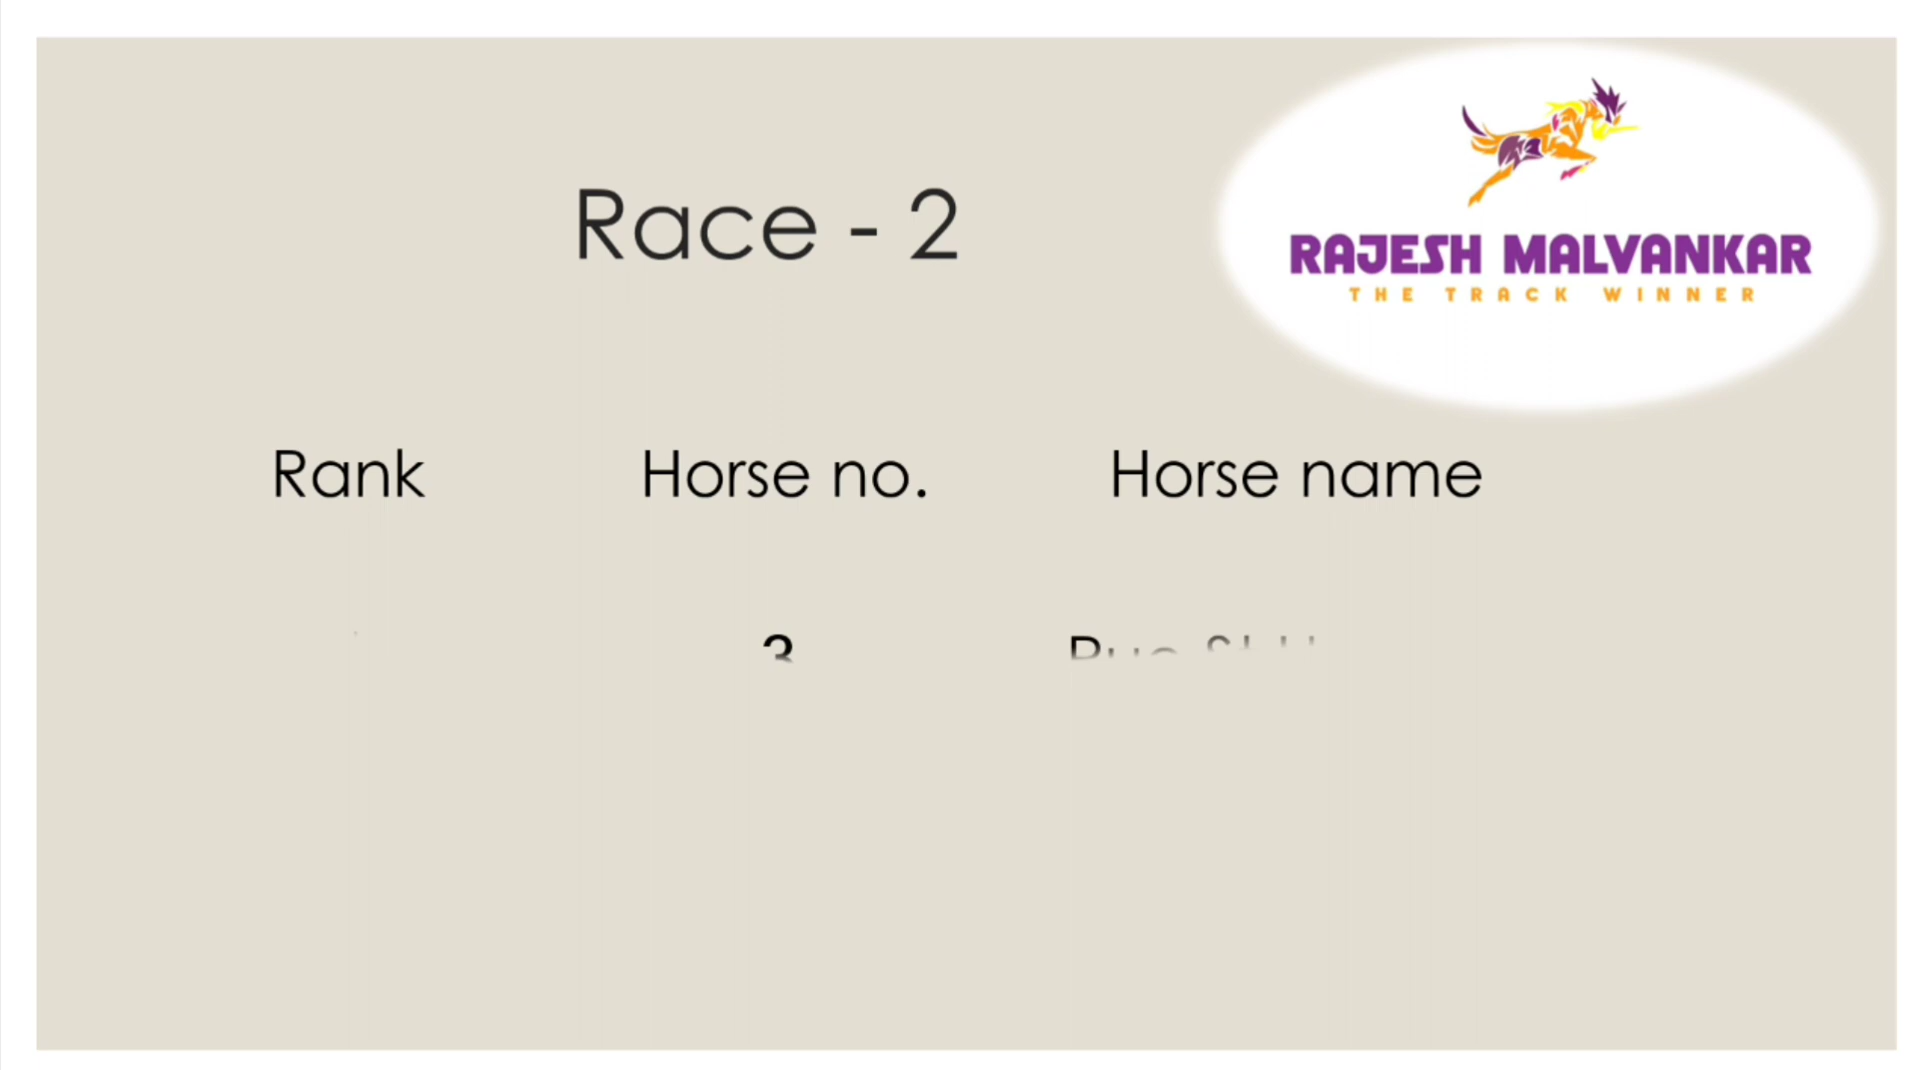 Race - 2
RAJESH MALVANKAR
THE TRACK WINNER
Rank Horse no. Horse name
3